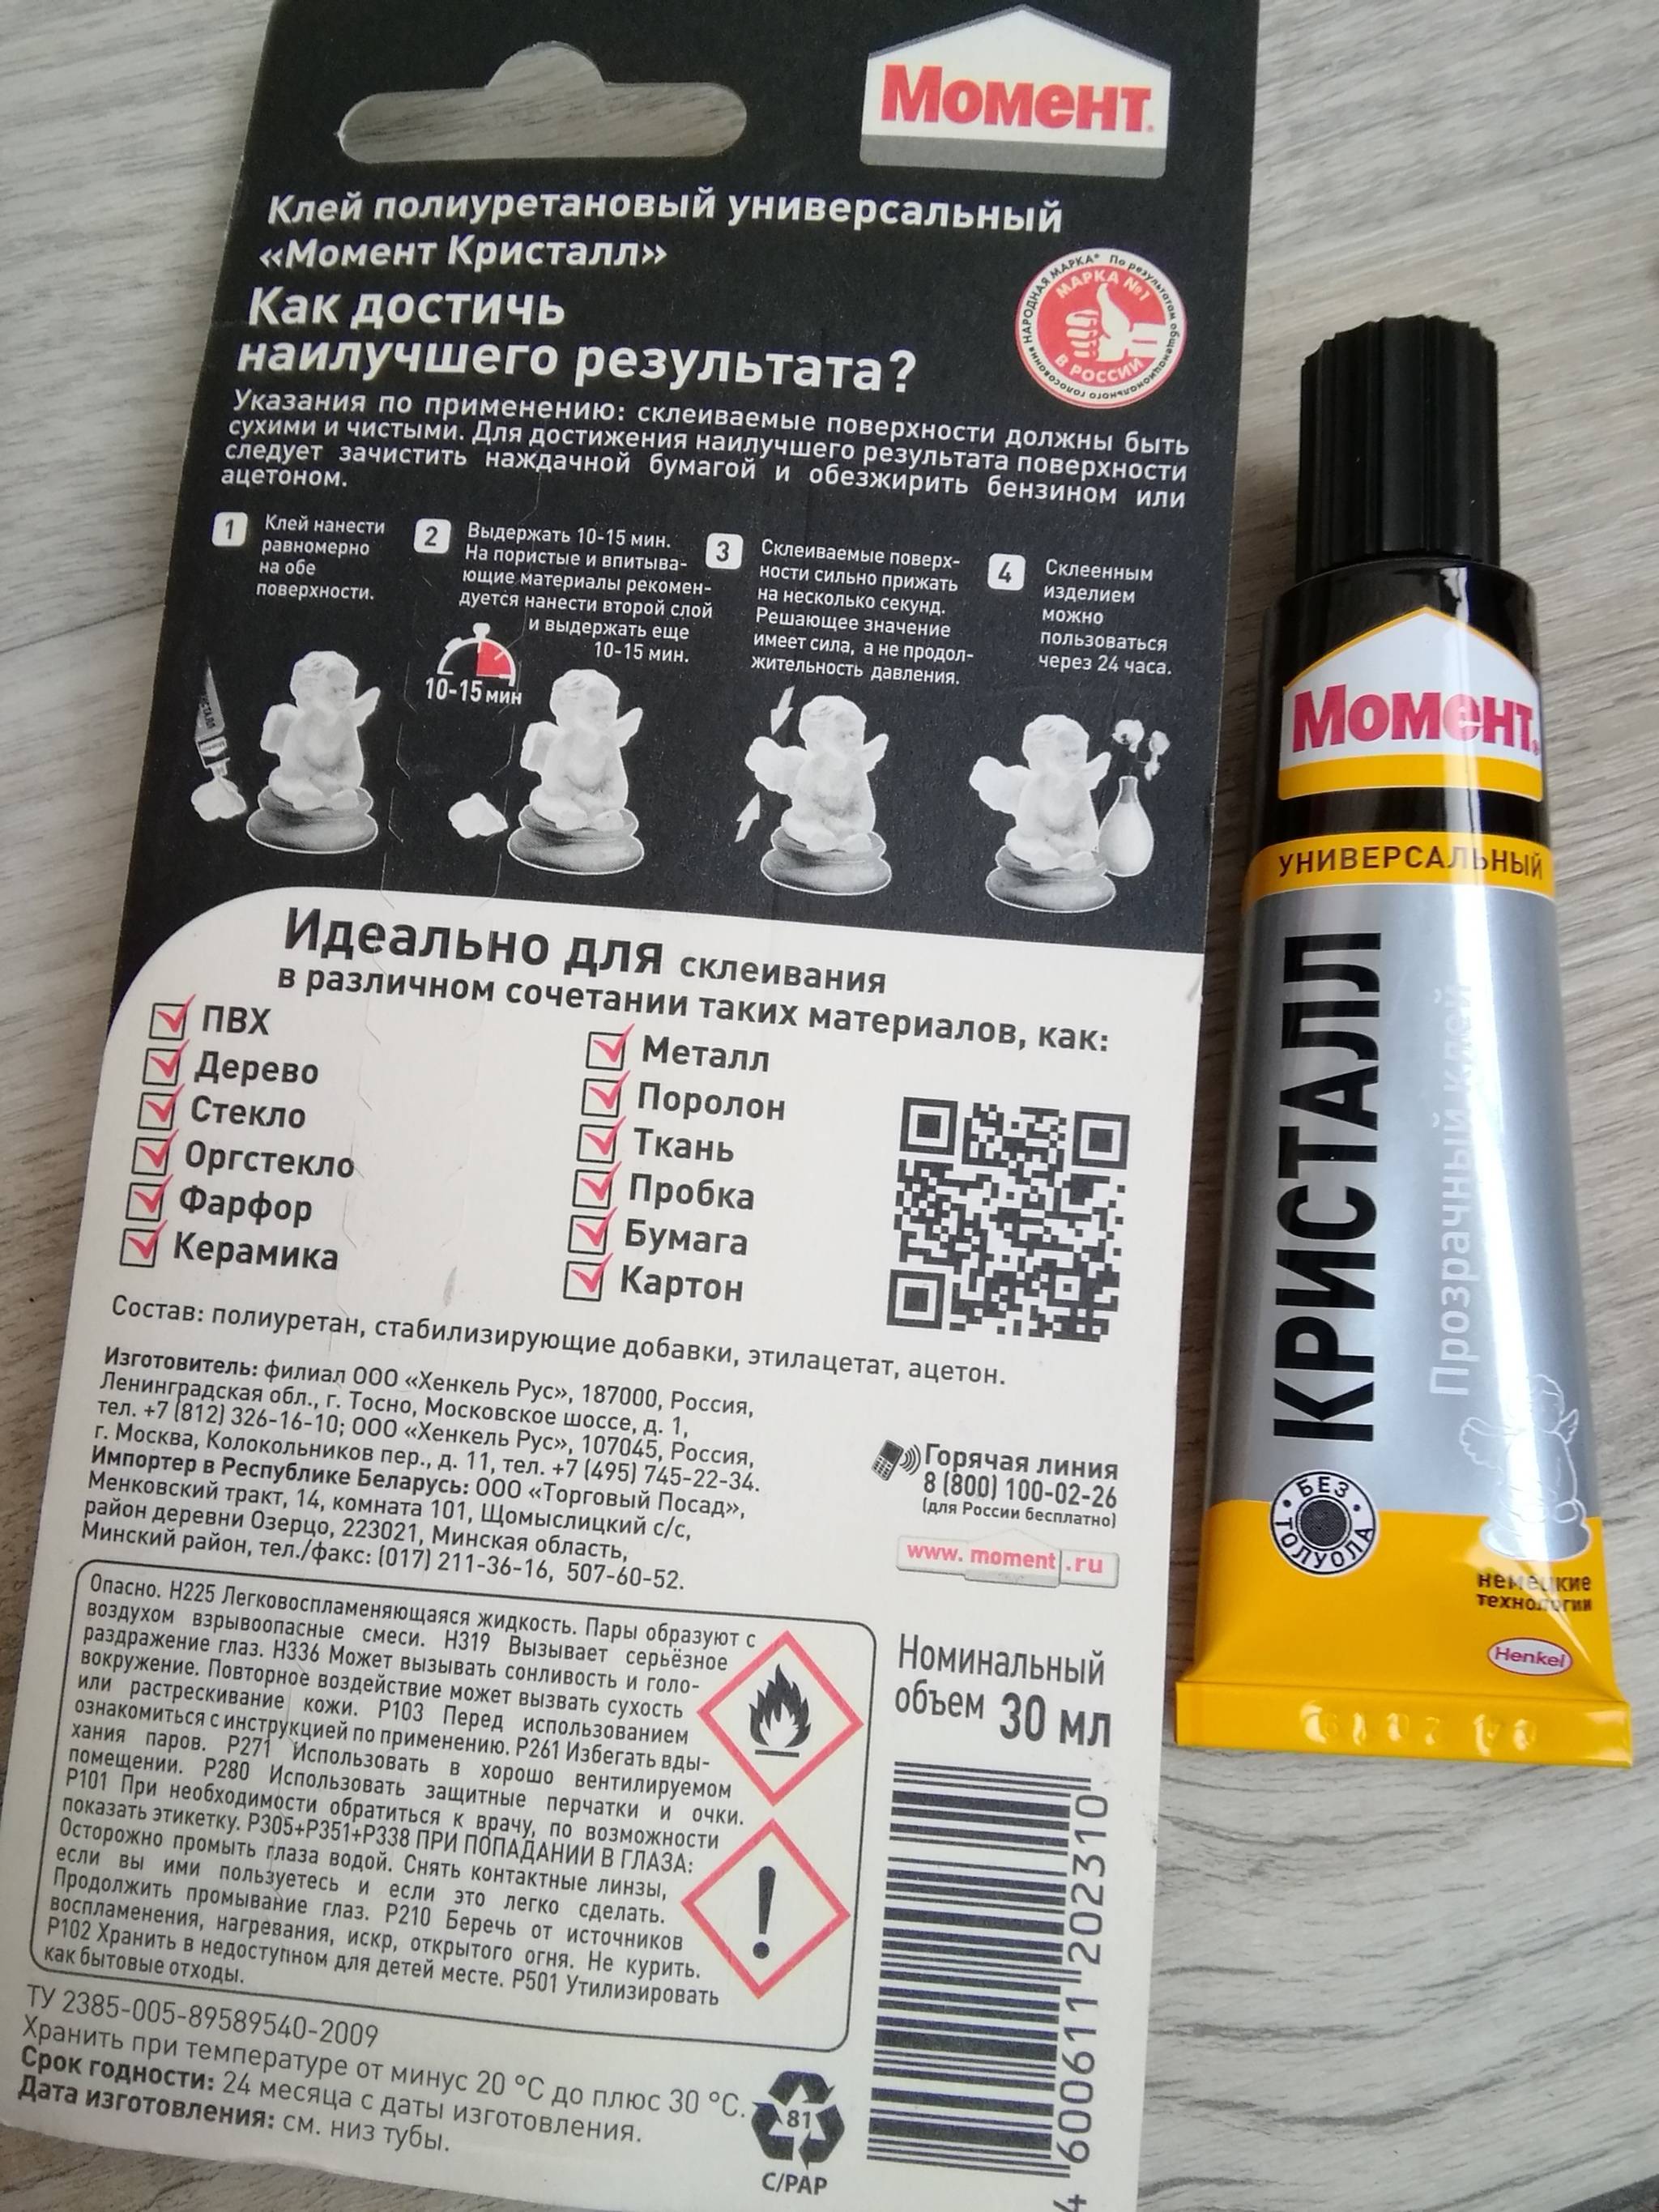 Момент
Клей полиуретановый универсальный
«Момент Кристалл»
Как достичь
наилучшего результата?
НАРОДНАЯ МАРКА* По результатам общенационального голосования
МАРКА №1
В РОССИИ
Указания по применению: склеиваемые поверхности должны быть
сухими и чистыми. Для достижения наилучшего результата поверхности
следует зачистить наждачной бумагой и обезжирить бензином или
ацетоном.
1 Клей нанести
равномерно
на обе
поверхности.
2 Выдержать 10-15 мин.
На пористые и впитыва-
ющие материалы рекомен-
дуется нанести второй слой
и выдержать еще
10-15 мин.
10-15 мин
3 Склеиваемые поверх-
ности сильно прижать
на несколько секунд.
Решающее значение
имеет сила, а не продол-
жительность давления.
4 Склеенным
изделием
можно
пользоваться
через 24 часа.
Идеально для склеивания
в различном сочетании таких материалов, как:
ПВХ
Дерево
Стекло
Оргстекло
Фарфор
Керамика
Металл
Поролон
Ткань
Пробка
Бумага
Картон
Состав: полиуретан, стабилизирующие добавки, этилацетат, ацетон.
Изготовитель: филиал ООО «Хенкель Рус», 187000, Россия,
Ленинградская обл., г. Тосно, Московское шоссе, д. 1,
тел. +7 (812) 326-16-10; ООО «Хенкель Рус», 107045, Россия,
г. Москва, Колокольников пер., д. 11, тел. +7 (495) 745-22-34.
Импортер в Республике Беларусь: ООО «Торговый Посад»,
Менковский тракт, 14, комната 101, Щомыслицкий с/с,
район деревни Озерцо, 223021, Минская область,
Минский район, тел./факс: (017) 211-36-16, 507-60-52.
Горячая линия
8 (800) 100-02-26
(для России бесплатно)
www.moment.ru
Опасно. H225 Легковоспламеняющаяся жидкость. Пары образуют с
воздухом взрывоопасные смеси. H319 Вызывает серьёзное
раздражение глаз. H336 Может вызывать сонливость и голо-
вокружение. Повторное воздействие может вызвать сухость
или растрескивание кожи. P103 Перед использованием
ознакомиться с инструкцией по применению. P261 Избегать вды-
хания паров. P271 Использовать в хорошо вентилируемом
помещении. P280 Использовать защитные перчатки и очки.
P101 При необходимости обратиться к врачу, по возможности
показать этикетку. P305+P351+P338 ПРИ ПОПАДАНИИ В ГЛАЗА:
Осторожно промыть глаза водой. Снять контактные линзы,
если вы ими пользуетесь и если это легко сделать.
Продолжить промывание глаз. P210 Беречь от источников
воспламенения, нагревания, искр, открытого огня. Не курить.
P102 Хранить в недоступном для детей месте. P501 Утилизировать
как бытовые отходы.
Номинальный
объем 30 мл
4 600611 202310
ТУ 2385-005-89589540-2009
Хранить при температуре от минус 20 °C до плюс 30 °C.
Срок годности: 24 месяца с даты изготовления.
Дата изготовления: см. низ тубы.
81
C/PAP
Момент
УНИВЕРСАЛЬНЫЙ
КРИСТАЛЛ
Прозрачный клей
БЕЗ ТОЛУОЛА
немецкие
технологии
Henkel